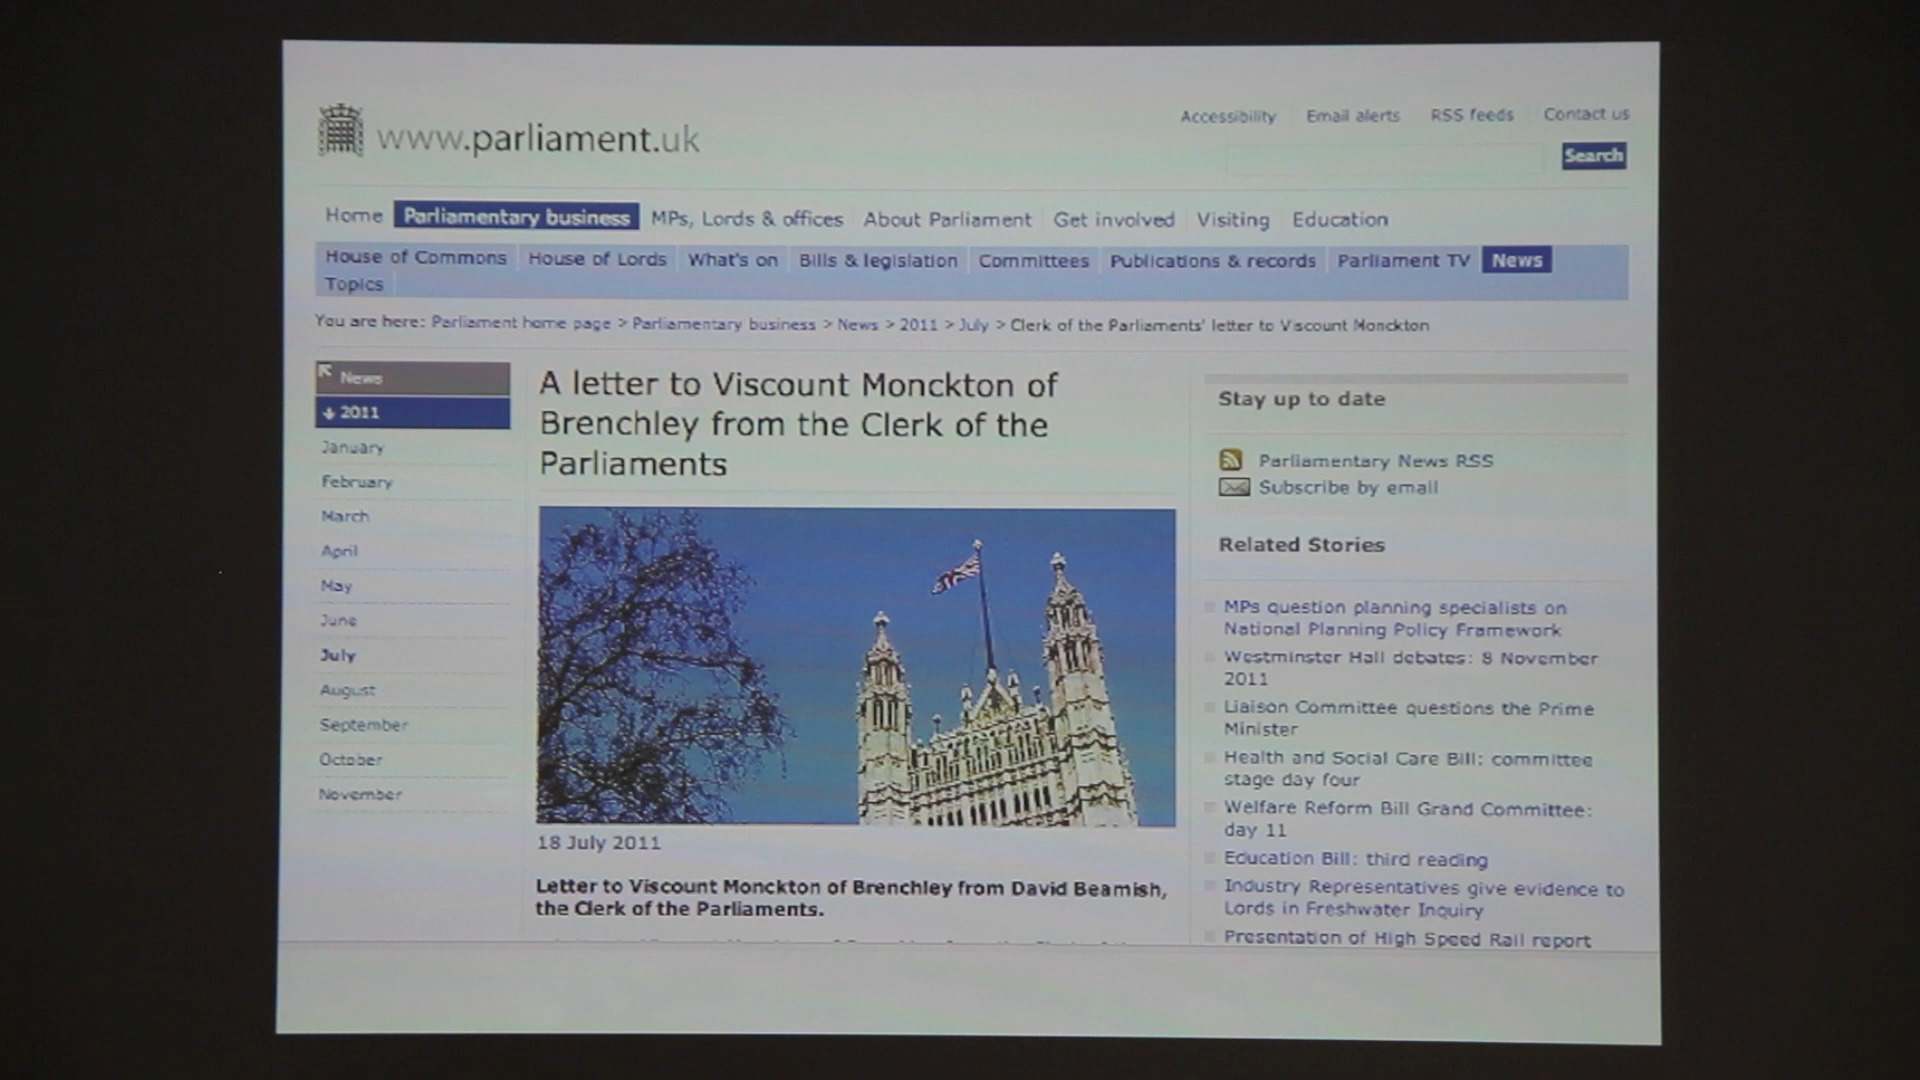 www.parliament.uk
Accessibility
Email alerts
RSS feeds
Contact us
Search
Home
Parliamentary business
MPs, Lords & offices
About Parliament
Get involved
Visiting
Education
House of Commons
House of Lords
What's on
Bills & legislation
Committees
Publications & records
Parliament TV
News
Topics
You are here: Parliament home page > Parliamentary business > News > 2011 > July > Clerk of the Parliaments' letter to Viscount Monckton
News
2011
January
February
March
April
May
June
July
August
September
October
November
A letter to Viscount Monckton of
Brenchley from the Clerk of the
Parliaments
18 July 2011
Letter to Viscount Monckton of Brenchley from David Beamish,
the Clerk of the Parliaments.
Stay up to date
Parliamentary News RSS
Subscribe by email
Related Stories
MPs question planning specialists on
National Planning Policy Framework
Westminster Hall debates: 8 November
2011
Liaison Committee questions the Prime
Minister
Health and Social Care Bill: committee
stage day four
Welfare Reform Bill Grand Committee:
day 11
Education Bill: third reading
Industry Representatives give evidence to
Lords in Freshwater Inquiry
Presentation of High Speed Rail report